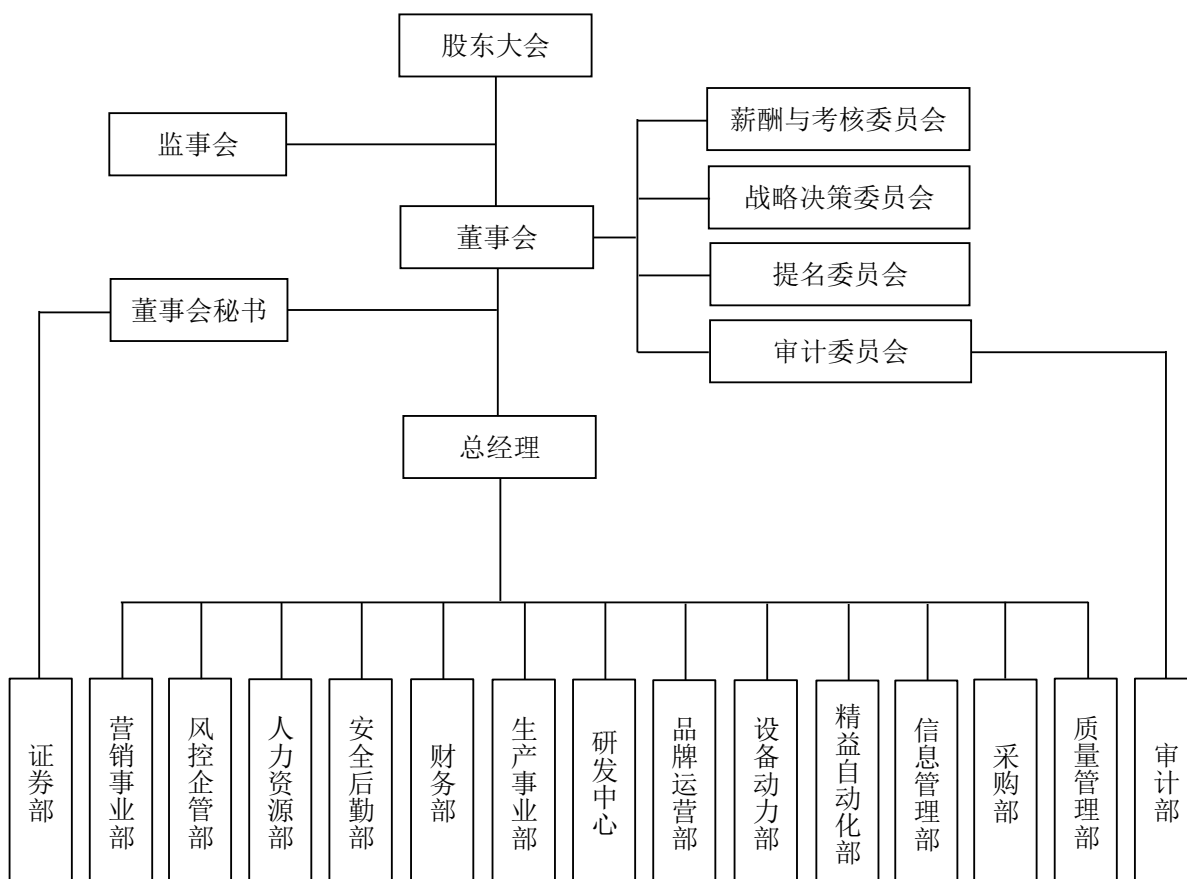 股东大会
监事会
薪酬与考核委员会
战略决策委员会
董事会
提名委员会
董事会秘书
审计委员会
总经理
证券部
营销事业部
风控企管部
人力资源部
安全后勤部
财务部
生产事业部
研发中心
品牌运营部
设备动力部
精益自动化部
信息管理部
采购部
质量管理部
审计部